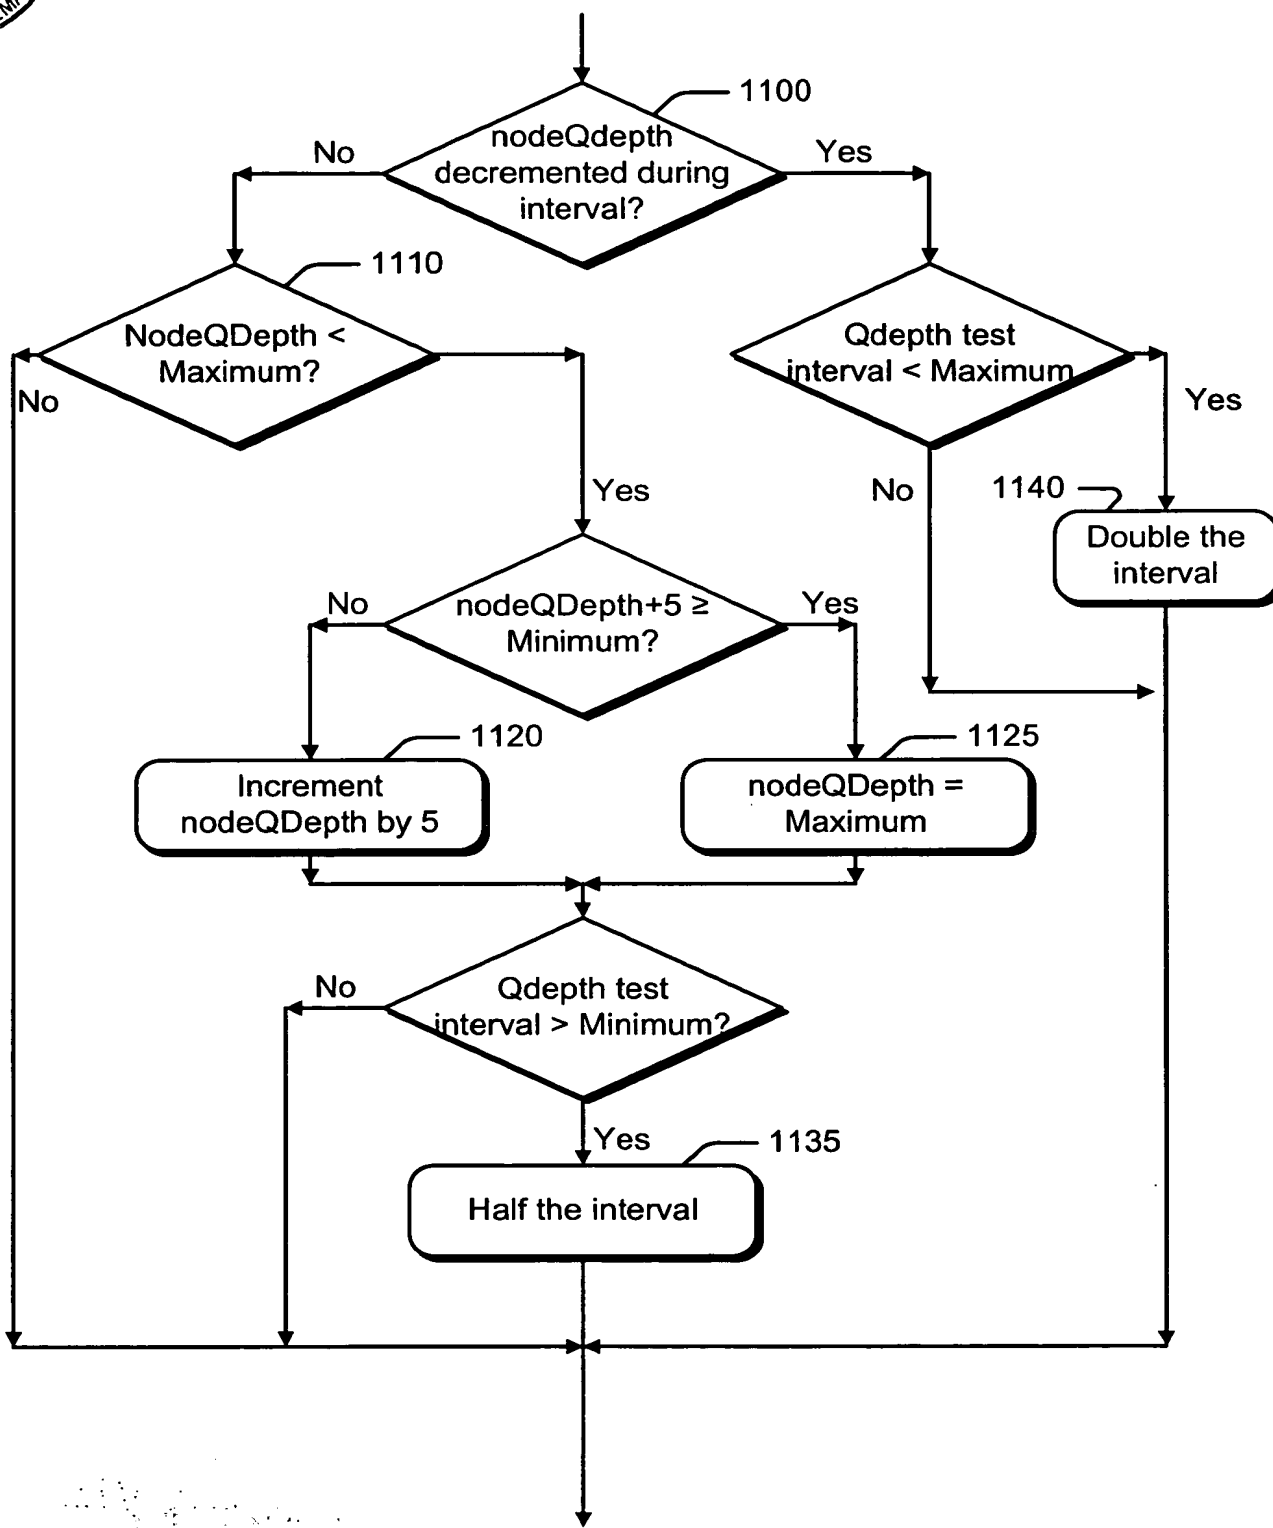 1100
nodeQdepth
decremented during
interval?
No
Yes
1110
NodeQDepth <
Maximum?
No
Yes
Qdepth test
interval < Maximum
Yes
No
1140
Double the
interval
nodeQDepth+5 ≥
Minimum?
No
Yes
1120
Increment
nodeQDepth by 5
1125
nodeQDepth =
Maximum
Qdepth test
interval > Minimum?
No
Yes
1135
Half the interval